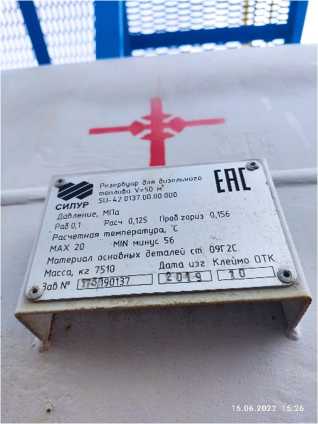 СИЛУР
Резервуар для дизельного
топлива V=50 м³
SU-42.0137.00.00.000
EAC
Давление, МПа
Раб 0,1 Расч 0,125 Проб гориз 0,156
Расчетная температура, °С
MAX 20 MIN минус 56
Материал основных деталей ст 09Г2С
Масса, кг 7510 Дата изг Клеймо ОТК
Зав № 2019 10
15.06.2022 15:26